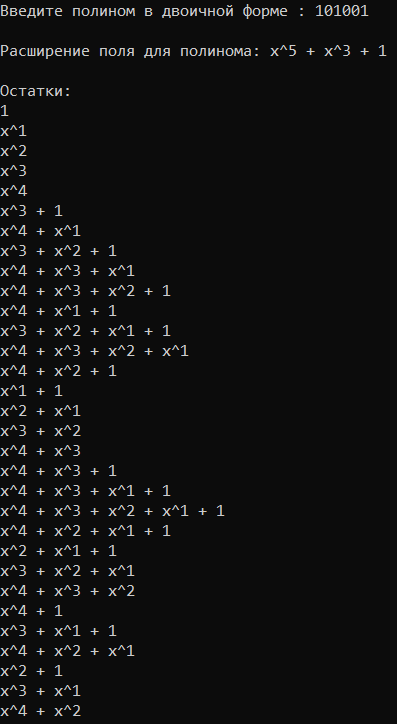 Введите полином в двоичной форме : 101001
Расширение поля для полинома: x^5 + x^3 + 1
Остатки:
1
x^1
x^2
x^3
x^4
x^3 + 1
x^4 + x^1
x^3 + x^2 + 1
x^4 + x^3 + x^1
x^4 + x^3 + x^2 + 1
x^4 + x^1 + 1
x^3 + x^2 + x^1 + 1
x^4 + x^3 + x^2 + x^1
x^4 + x^2 + 1
x^1 + 1
x^2 + x^1
x^3 + x^2
x^4 + x^3
x^4 + x^3 + 1
x^4 + x^3 + x^1 + 1
x^4 + x^3 + x^2 + x^1 + 1
x^4 + x^2 + x^1 + 1
x^2 + x^1 + 1
x^3 + x^2 + x^1
x^4 + x^3 + x^2
x^4 + 1
x^3 + x^1 + 1
x^4 + x^2 + x^1
x^2 + 1
x^3 + x^1
x^4 + x^2